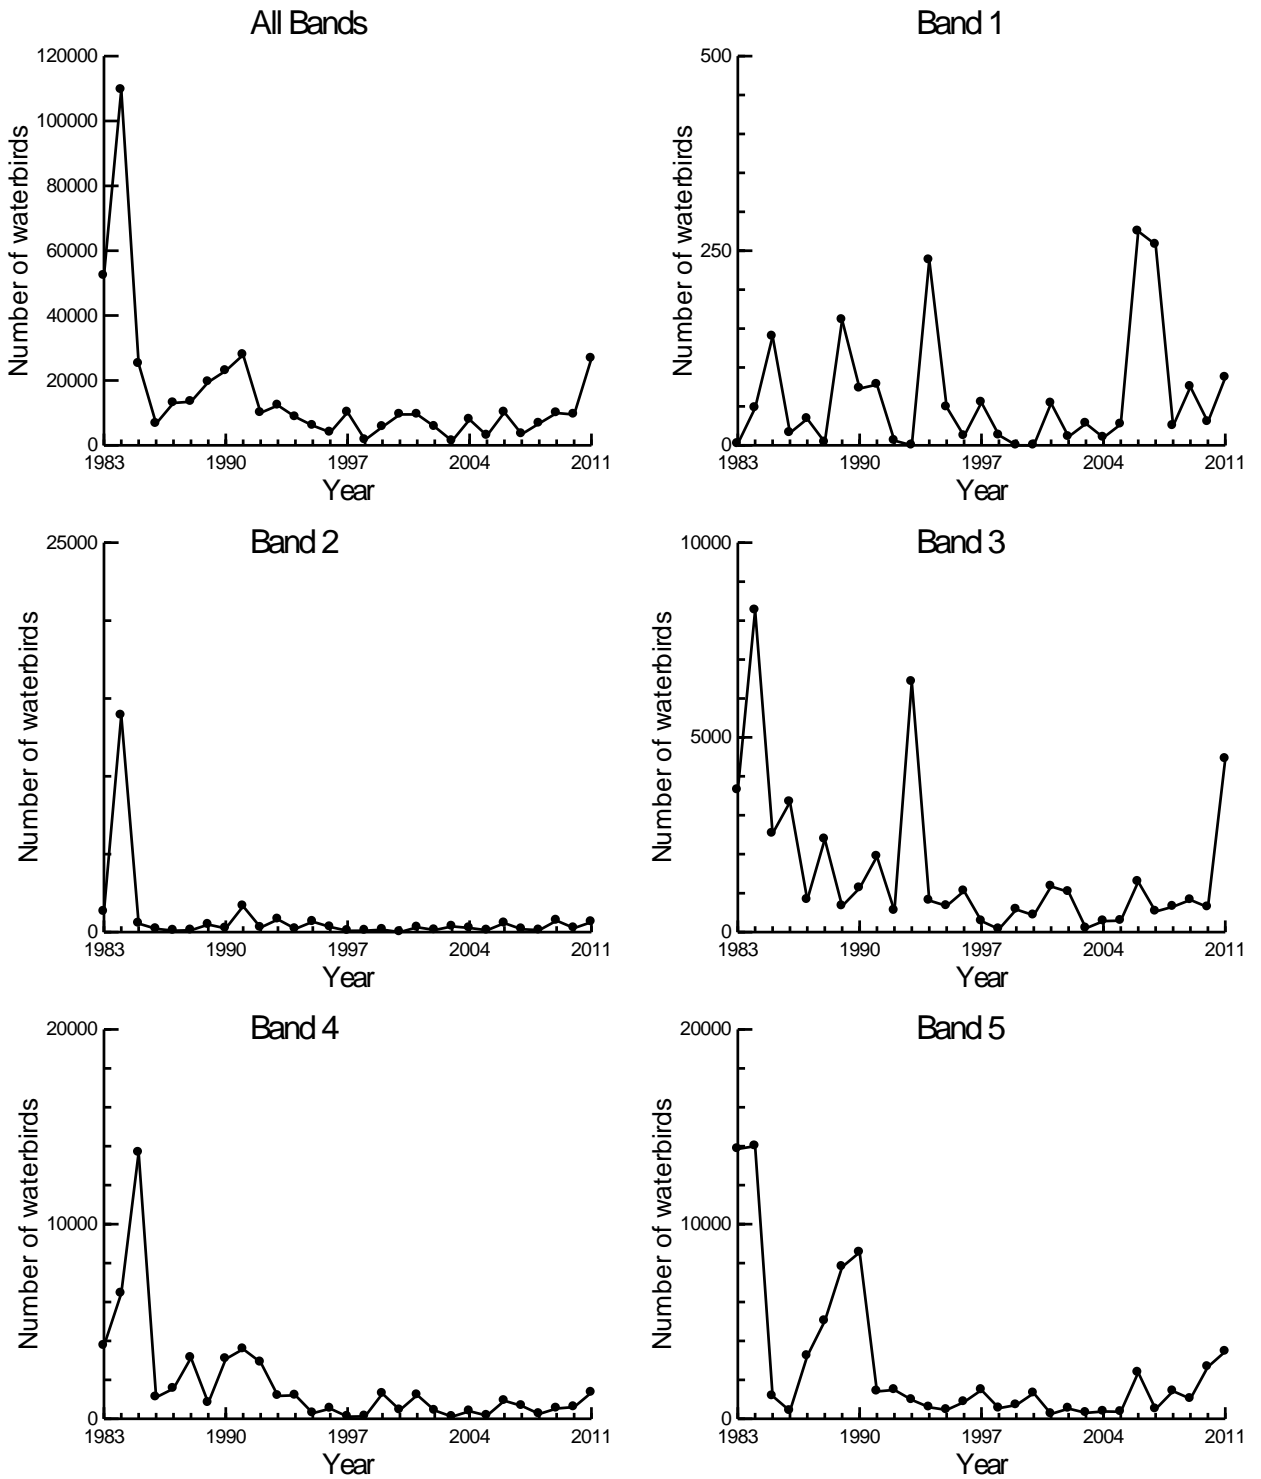 All Bands
Number of waterbirds
120000
100000
80000
60000
40000
20000
0
1983 1990 1997 2004 2011
Year
Band 1
Number of waterbirds
500
250
0
1983 1990 1997 2004 2011
Year
Band 2
Number of waterbirds
25000
0
1983 1990 1997 2004 2011
Year
Band 3
Number of waterbirds
10000
5000
0
1983 1990 1997 2004 2011
Year
Band 4
Number of waterbirds
20000
10000
0
1983 1990 1997 2004 2011
Year
Band 5
Number of waterbirds
20000
10000
0
1983 1990 1997 2004 2011
Year